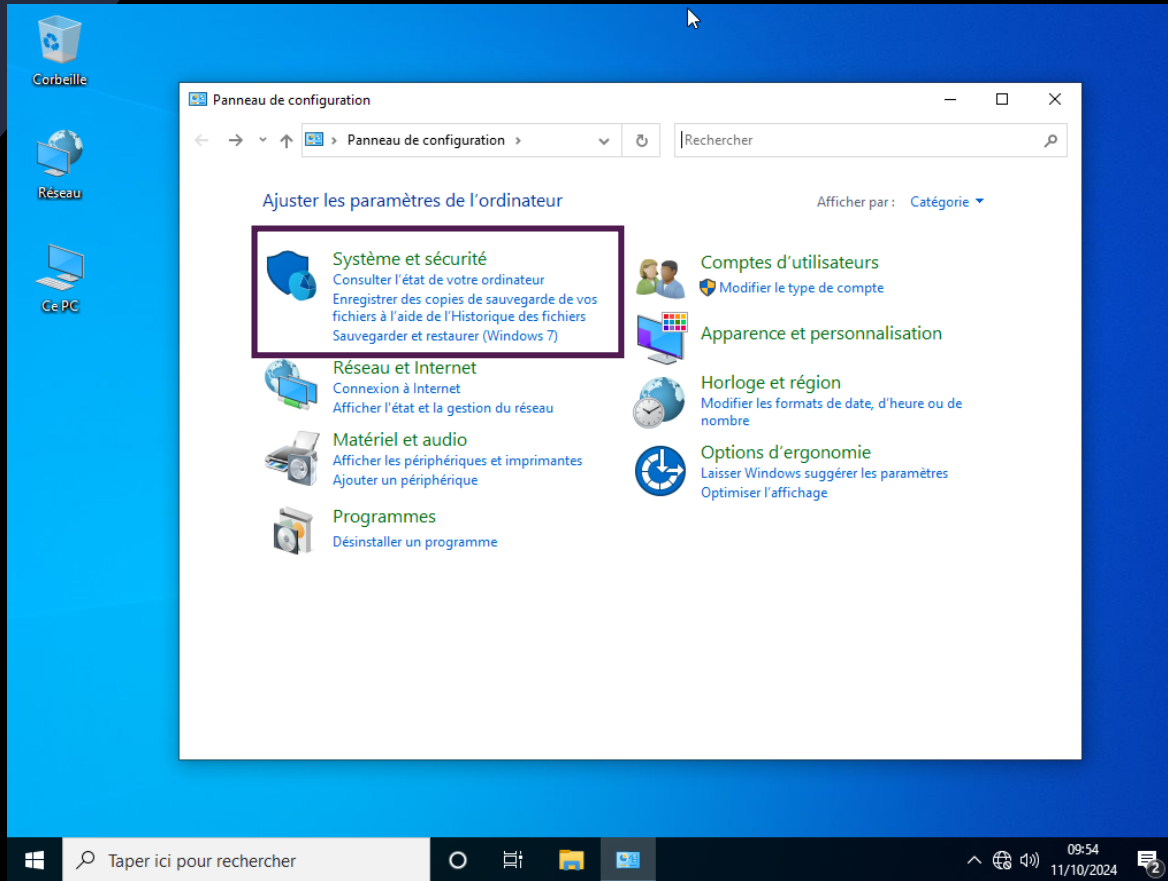 Corbeille
Réseau
Ce PC
Panneau de configuration
Panneau de configuration
Rechercher
Ajuster les paramètres de l'ordinateur
Afficher par : Catégorie
Système et sécurité
Consulter l'état de votre ordinateur
Enregistrer des copies de sauvegarde de vos
fichiers à l'aide de l'Historique des fichiers
Sauvegarder et restaurer (Windows 7)
Réseau et Internet
Connexion à Internet
Afficher l'état et la gestion du réseau
Matériel et audio
Afficher les périphériques et imprimantes
Ajouter un périphérique
Programmes
Désinstaller un programme
Comptes d'utilisateurs
Modifier le type de compte
Apparence et personnalisation
Horloge et région
Modifier les formats de date, d'heure ou de
nombre
Options d'ergonomie
Laisser Windows suggérer les paramètres
Optimiser l'affichage
Taper ici pour rechercher
09:54
11/10/2024
2